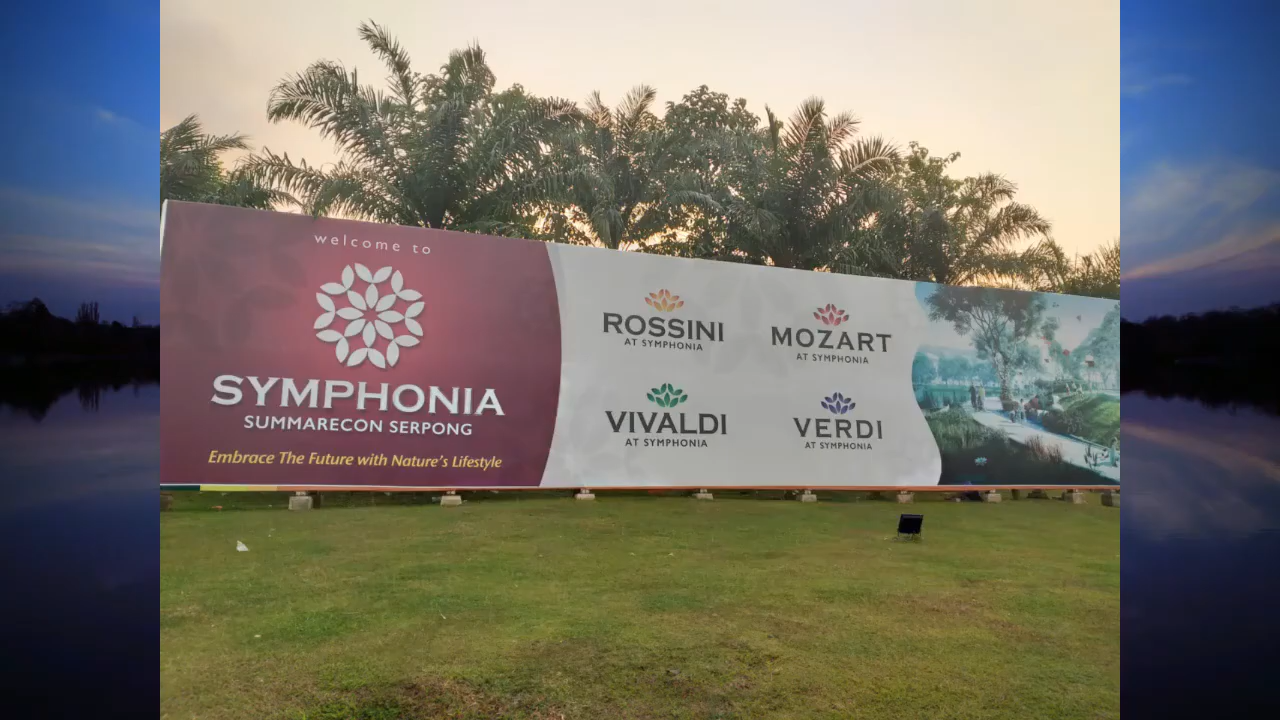 welcome to
SYMPHONIA
SUMMARECON SERPONG
Embrace The Future with Nature's Lifestyle
ROSSINI
AT SYMPHONIA
MOZART
AT SYMPHONIA
VIVALDI
AT SYMPHONIA
VERDI
AT SYMPHONIA